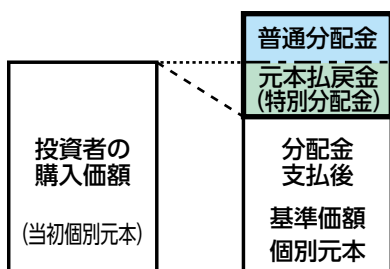 普通分配金
元本払戻金
(特別分配金)
投資者の
購入価額
(当初個別元本)
分配金
支払後
基準価額
個別元本